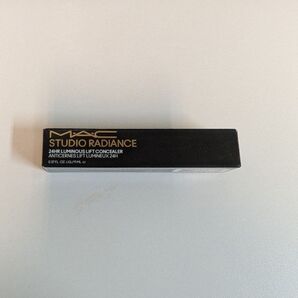 MAC
STUDIO RADIANCE
24HR LUMINOUS LIFT CONCEALER
ANTICERNES LIFT LUMINEUX 24H